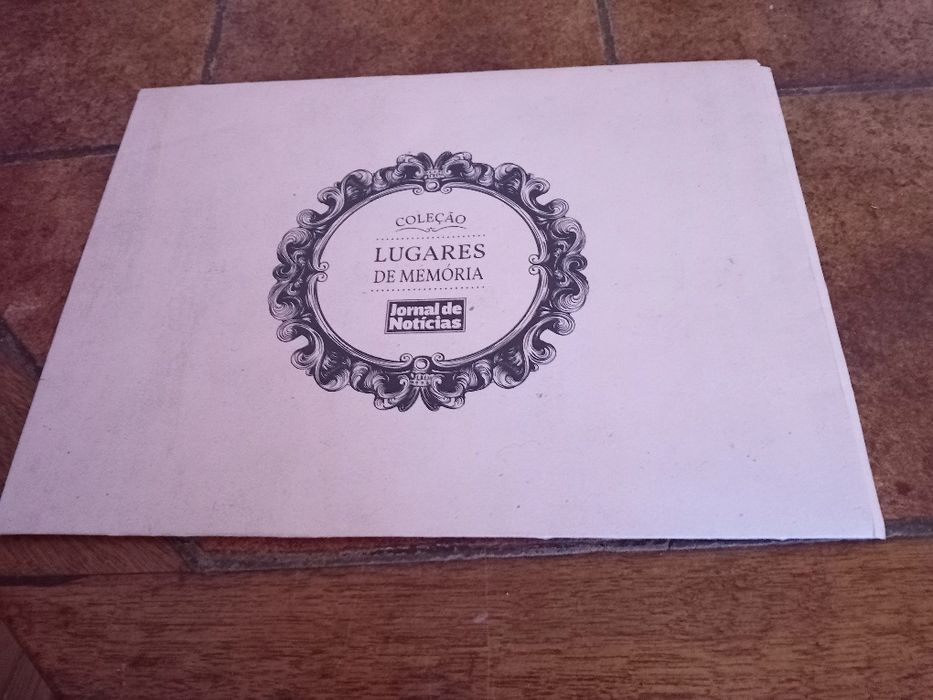 COLEÇÃO
LUGARES
DE MEMÓRIA
Jornal de
Notícias